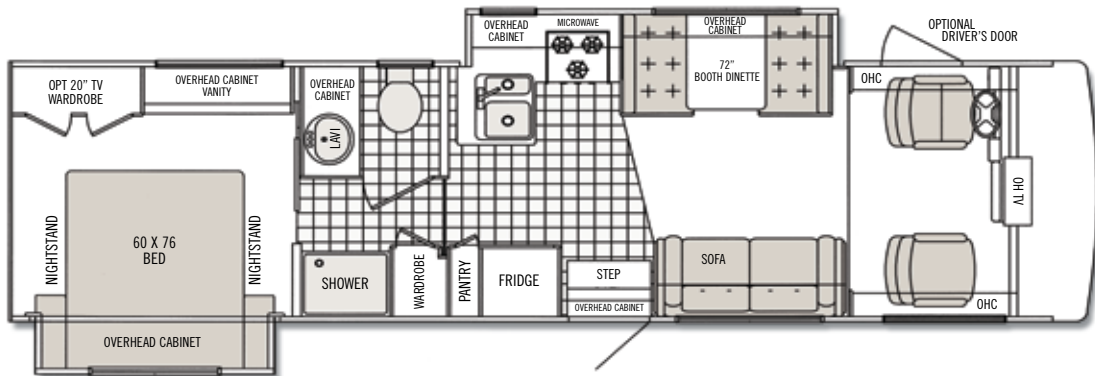 OVERHEAD
CABINET
MICROWAVE
OVERHEAD
CABINET
OPTIONAL
DRIVER'S DOOR
OPT 20" TV
WARDROBE
OVERHEAD CABINET
VANITY
OVERHEAD
CABINET
72"
BOOTH DINETTE
OHC
LAVI
OH TV
NIGHTSTAND
60 X 76
BED
NIGHTSTAND
SHOWER
WARDROBE
PANTRY
FRIDGE
STEP
OVERHEAD CABINET
SOFA
OHC
OVERHEAD CABINET